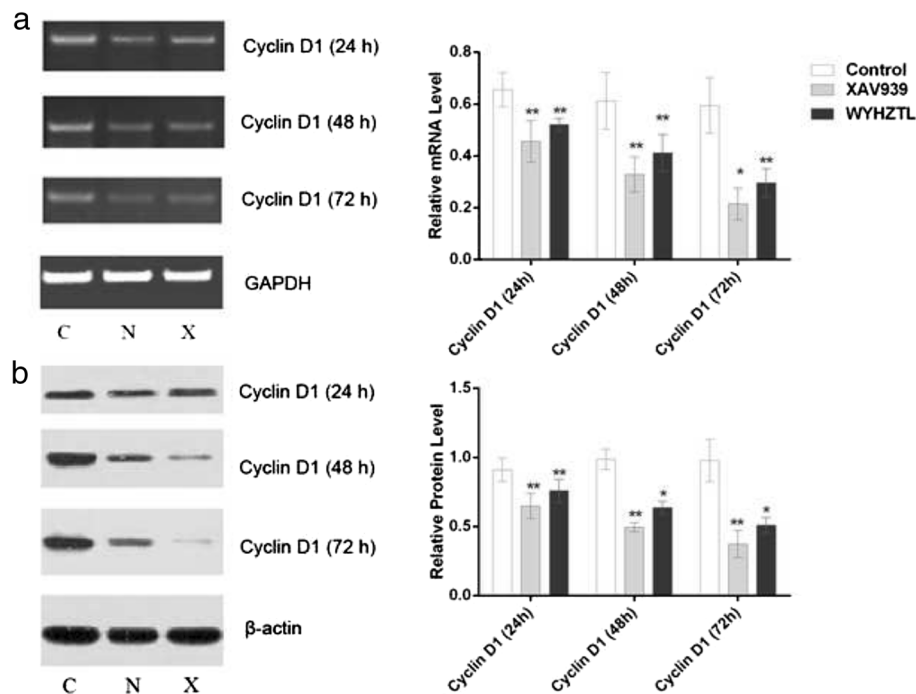 a
Cyclin D1 (24 h)
Cyclin D1 (48 h)
Cyclin D1 (72 h)
GAPDH
C N X
Relative mRNA Level
0.8
0.6
0.4
0.2
0.0
** **
** **
* **
Cyclin D1 (24h)
Cyclin D1 (48h)
Cyclin D1 (72h)
Control
XAV939
WYHZTL
b
Cyclin D1 (24 h)
Cyclin D1 (48 h)
Cyclin D1 (72 h)
β-actin
C N X
Relative Protein Level
1.5
1.0
0.5
0.0
** **
** *
** *
Cyclin D1 (24h)
Cyclin D1 (48h)
Cyclin D1 (72h)